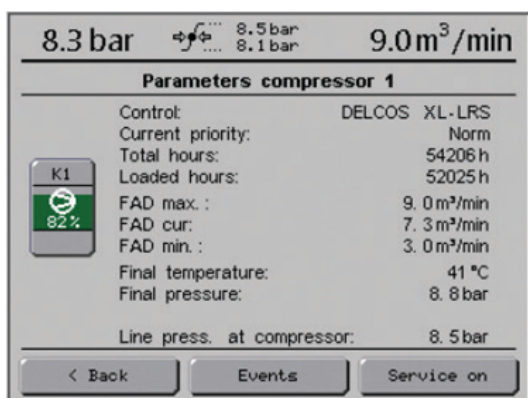 8.3 bar 8.5 bar 9.0 m³/min
8.1 bar
Parameters compressor 1
Control: DELCOS XL-LRS
Current priority: Norm
Total hours: 54206 h
Loaded hours: 52025 h
K1
82%
FAD max. : 9. 0 m³/min
FAD cur: 7. 3 m³/min
FAD min. : 3. 0 m³/min
Final temperature: 41 °C
Final pressure: 8. 8 bar
Line press. at compressor: 8. 5 bar
< Back Events Service on